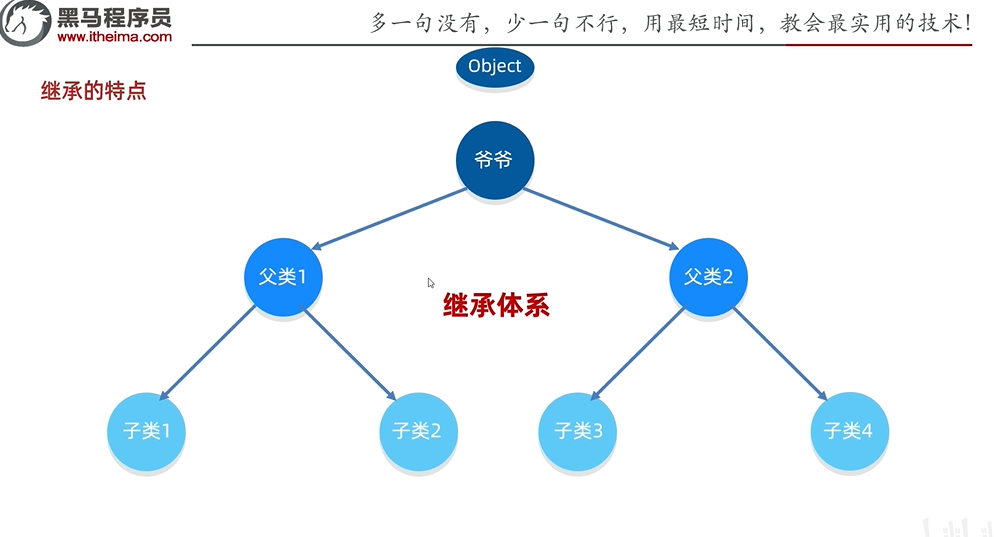 黑马程序员
www.itheima.com
多一句没有，少一句不行，用最短时间，教会最实用的技术！
继承的特点
Object
爷爷
父类1
父类2
继承体系
子类1
子类2
子类3
子类4